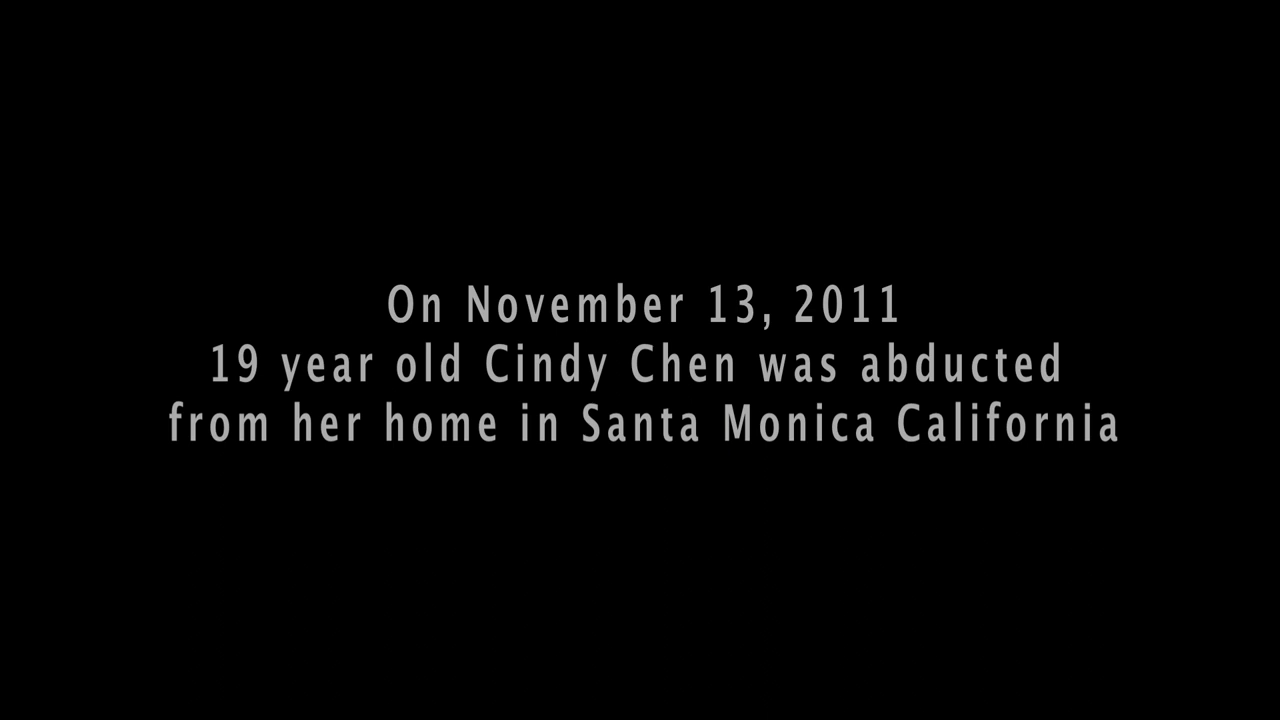 On November 13, 2011
19 year old Cindy Chen was abducted
from her home in Santa Monica California